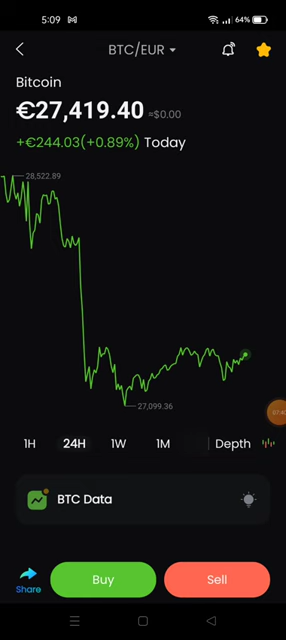 5:09
64%
BTC/EUR
Bitcoin
€27,419.40 ≈$0.00
+€244.03(+0.89%) Today
28,522.89
27,099.36
1H 24H 1W 1M Depth
BTC Data
Share
Buy
Sell